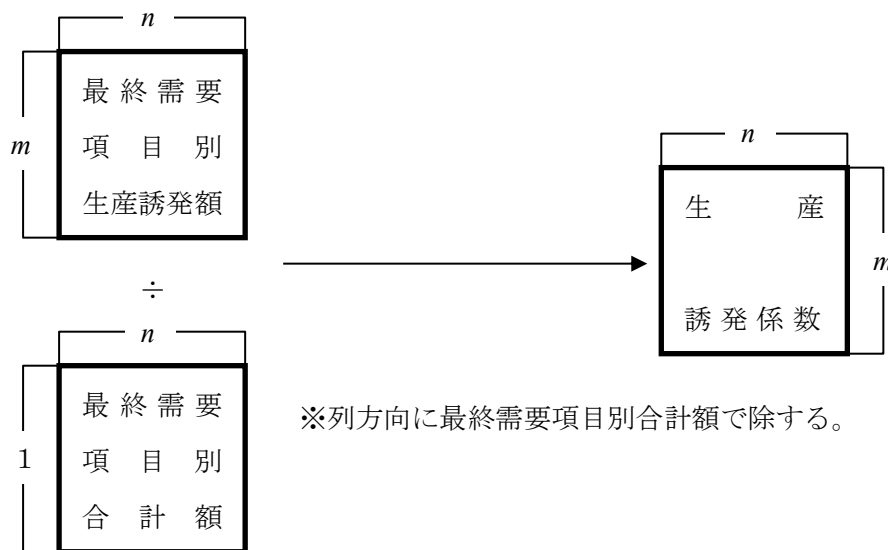 n
m
最終需要
項目別
生産誘発額
÷
n
1
最終需要
項目別
合計額
n
m
生産
誘発係数
※列方向に最終需要項目別合計額で除する。